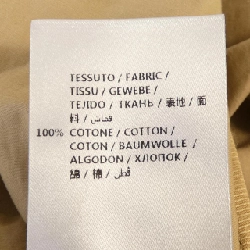 TESSUTO / FABRIC /
TISSU / GEWEBE /
TEJIDO / ТКАНЬ / 素地 / 面
料 / قماش /
100% COTONE / COTTON /
COTON / BAUMWOLLE /
ALGODON / ХЛОПОК /
綿 / 棉 / قطن /